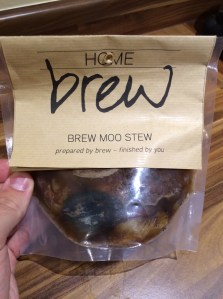 HOME
brew
BREW MOO STEW
prepared by brew - finished by you